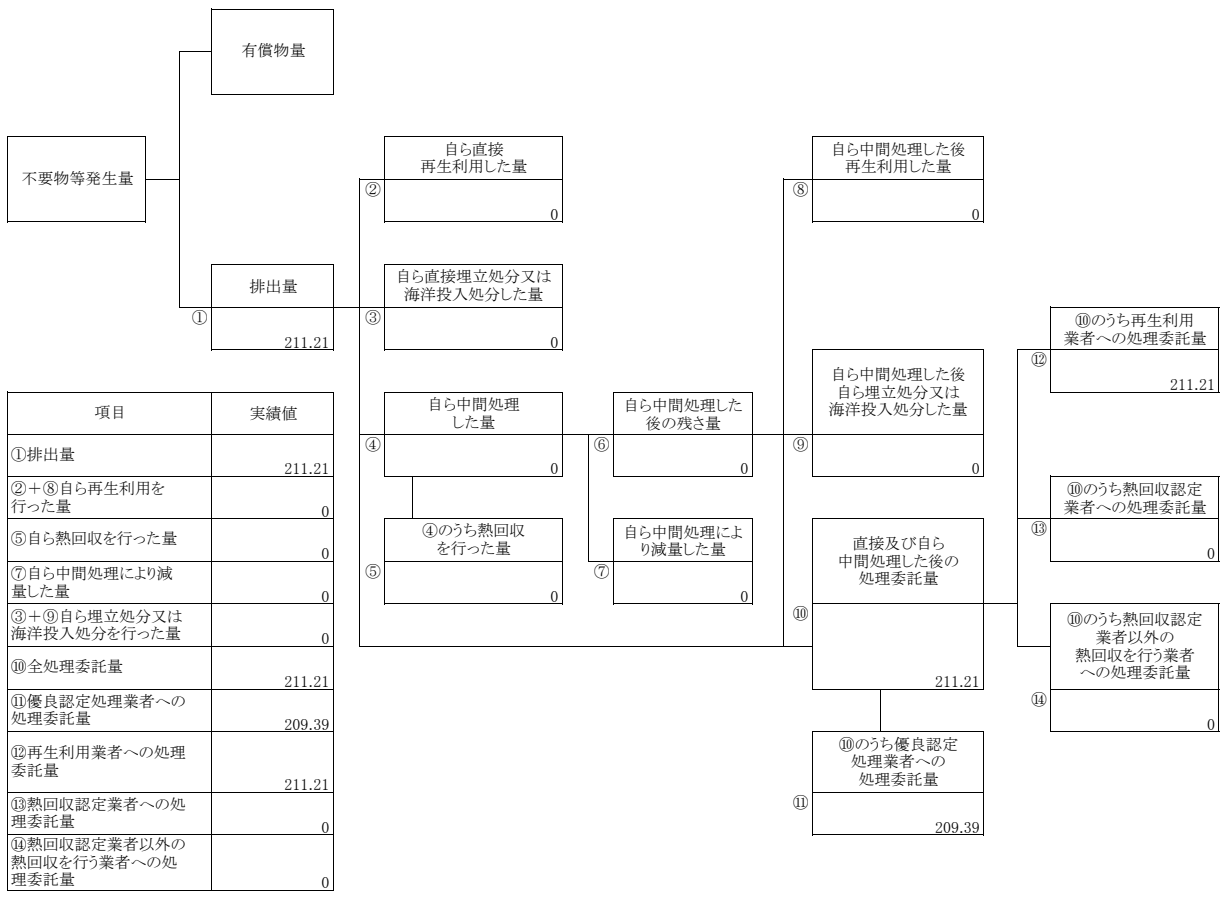 有償物量
不要物等発生量
排出量
①
211.21
自ら直接
再生利用した量
②
0
自ら直接埋立処分又は
海洋投入処分した量
③
0
自ら中間処理
した量
④
0
④のうち熱回収
を行った量
⑤
0
自ら中間処理した
後の残さ量
⑥
0
自ら中間処理によ
り減量した量
⑦
0
自ら中間処理した後
再生利用した量
⑧
0
自ら中間処理した後
自ら埋立処分又は
海洋投入処分した量
⑨
0
直接及び自ら
中間処理した後の
処理委託量
⑩
211.21
⑩のうち優良認定
処理業者への
処理委託量
⑪
209.39
⑩のうち再生利用
業者への処理委託量
⑫
211.21
⑩のうち熱回収認定
業者への処理委託量
⑬
0
⑩のうち熱回収認定
業者以外の
熱回収を行う業者
への処理委託量
⑭
0
項目 実績値
①排出量
211.21
②+⑧自ら再生利用を
行った量
0
⑤自ら熱回収を行った量
0
⑦自ら中間処理により減
量した量
0
③+⑨自ら埋立処分又は
海洋投入処分を行った量
0
⑩全処理委託量
211.21
⑪優良認定処理業者への
処理委託量
209.39
⑫再生利用業者への処理
委託量
211.21
⑬熱回収認定業者への処
理委託量
0
⑭熱回収認定業者以外の
熱回収を行う業者への処
理委託量
0